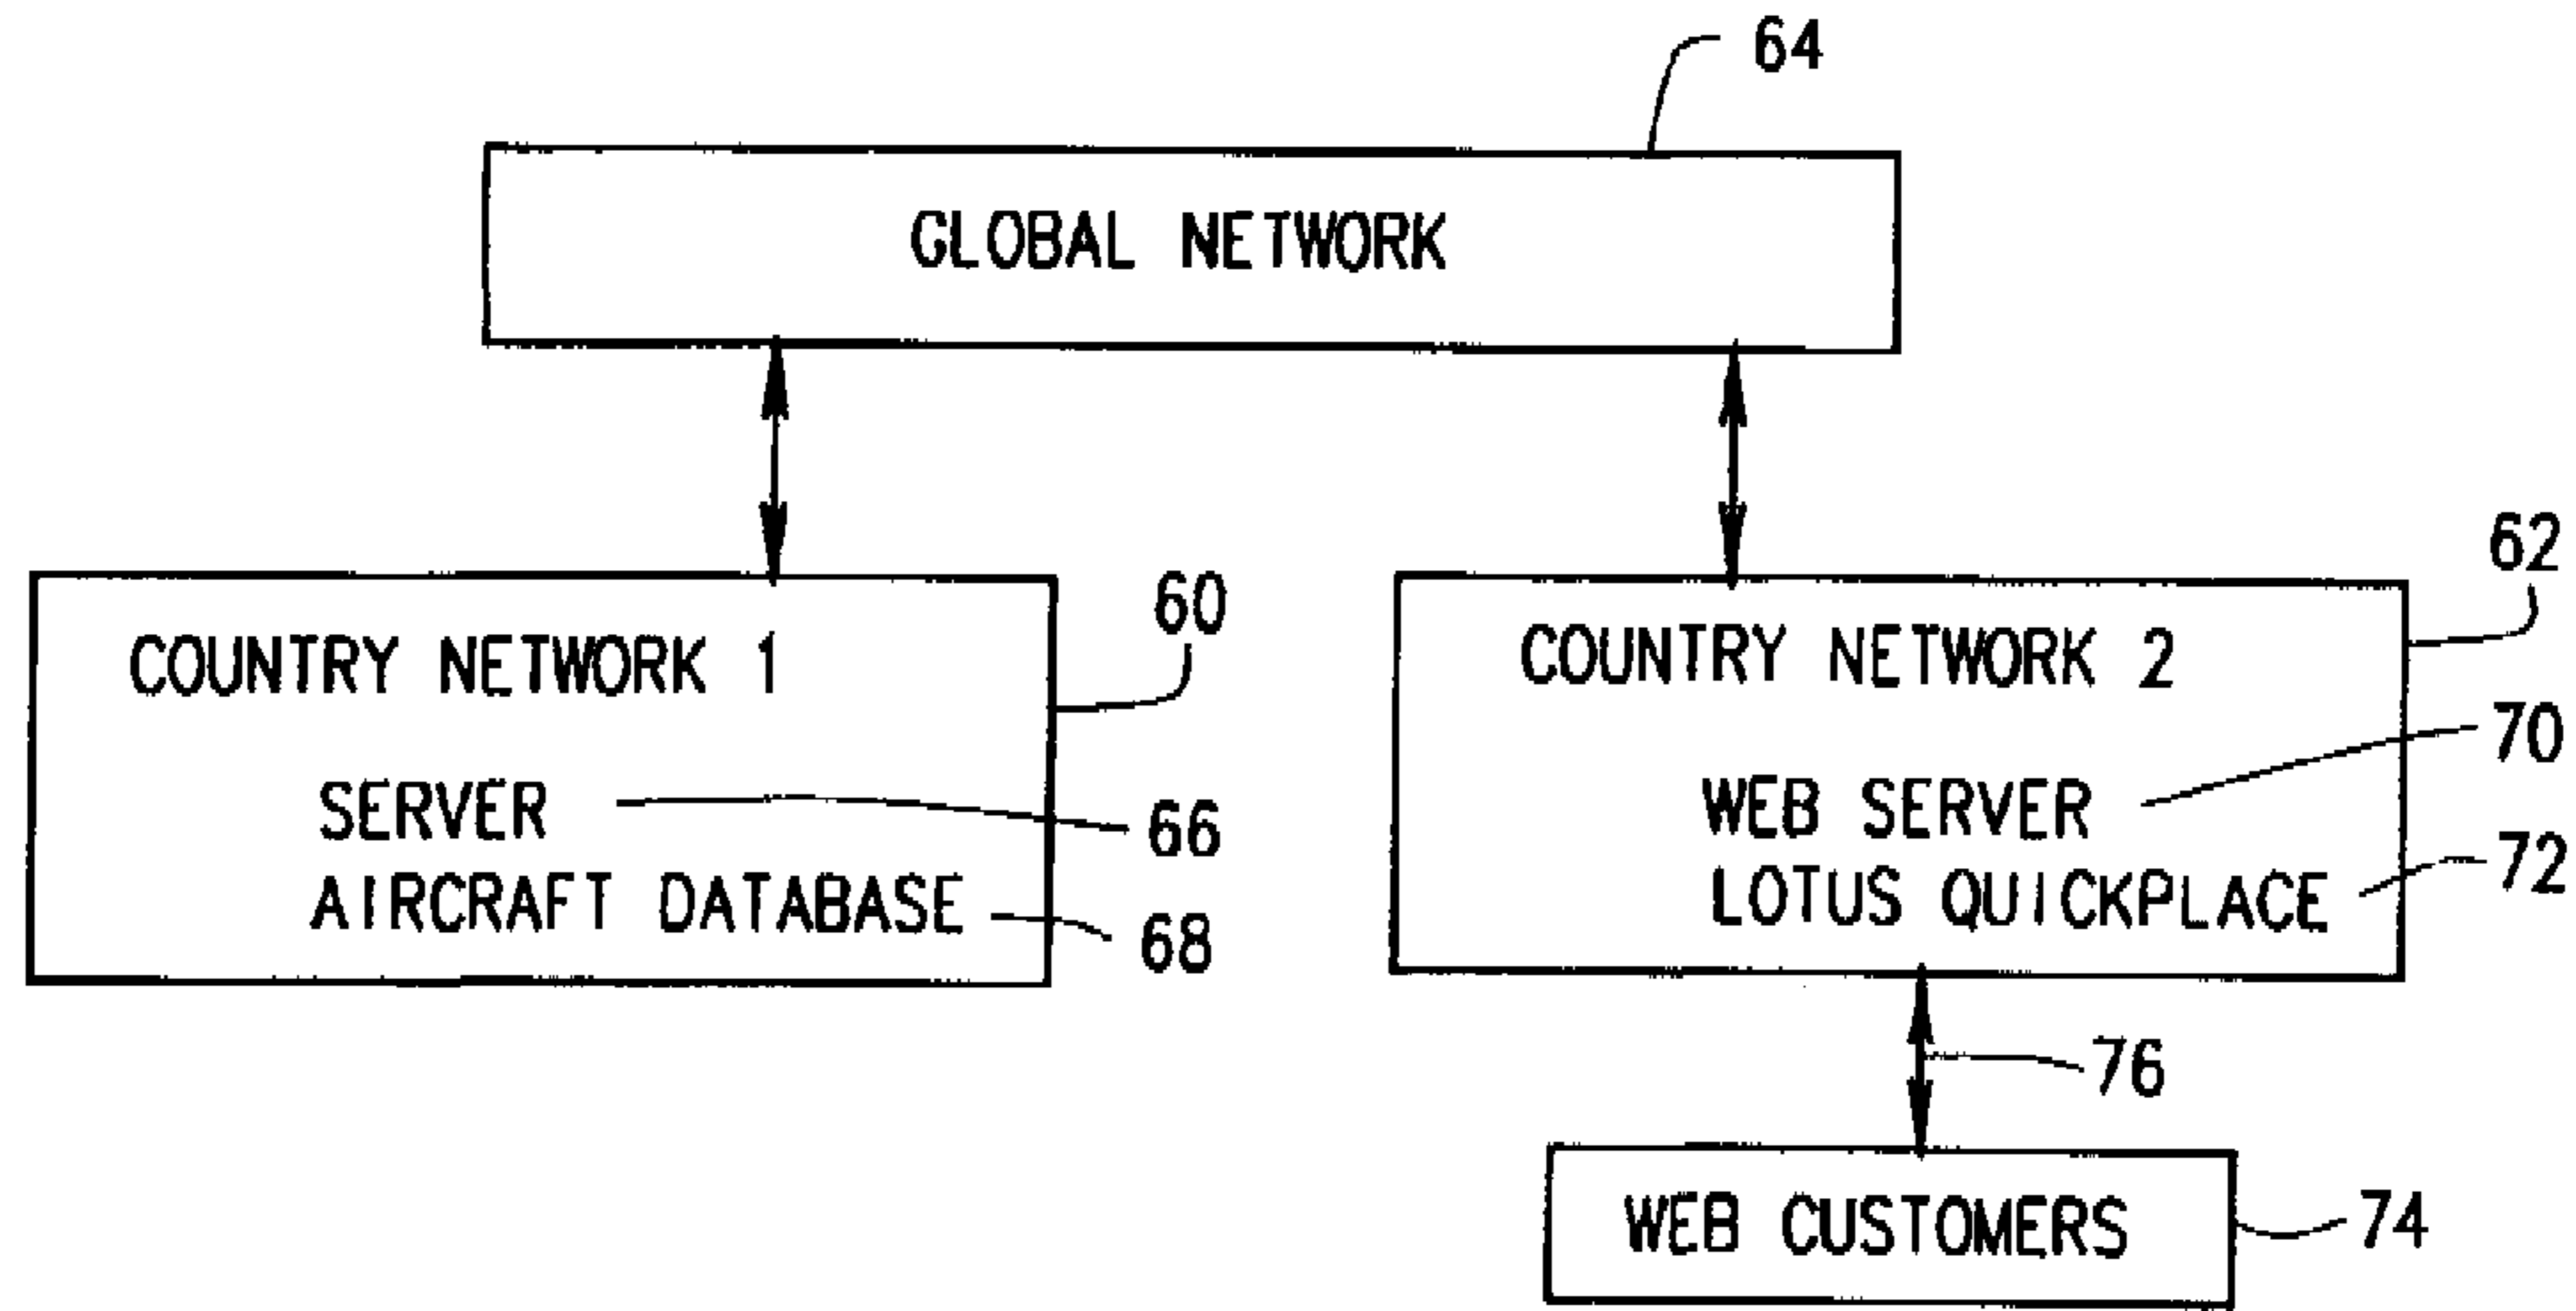 64
GLOBAL NETWORK
62
60
COUNTRY NETWORK 1
COUNTRY NETWORK 2
70
SERVER
66
WEB SERVER
72
AIRCRAFT DATABASE
68
LOTUS QUICKPLACE
76
WEB CUSTOMERS
74